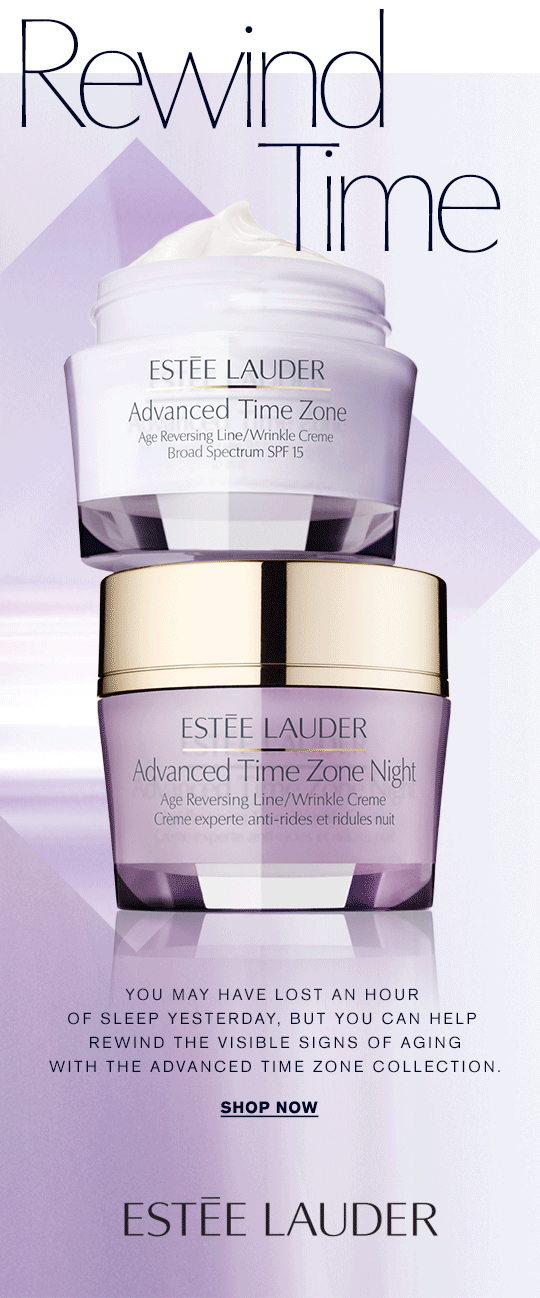 Rewind
Time
ESTĒE LAUDER
Advanced Time Zone
Age Reversing Line/Wrinkle Creme
Broad Spectrum SPF 15
ESTĒE LAUDER
Advanced Time Zone Night
Age Reversing Line/Wrinkle Creme
Crème experte anti-rides et ridules nuit
YOU MAY HAVE LOST AN HOUR
OF SLEEP YESTERDAY, BUT YOU CAN HELP
REWIND THE VISIBLE SIGNS OF AGING
WITH THE ADVANCED TIME ZONE COLLECTION.
SHOP NOW
ESTĒE LAUDER